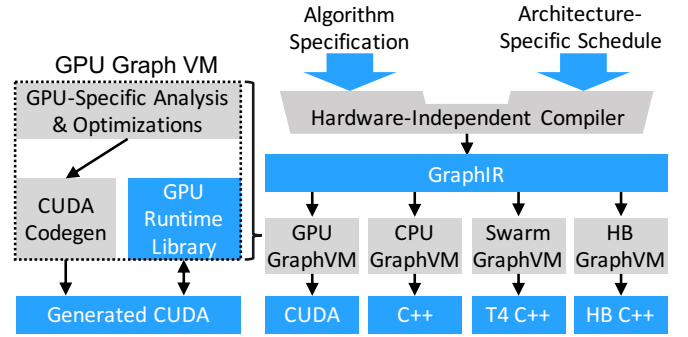 Algorithm
Specification
Architecture-
Specific Schedule
GPU Graph VM
GPU-Specific Analysis
& Optimizations
Hardware-Independent Compiler
GraphIR
CUDA
Codegen
GPU
Runtime
Library
GPU
GraphVM
CPU
GraphVM
Swarm
GraphVM
HB
GraphVM
Generated CUDA
CUDA
C++
T4 C++
HB C++